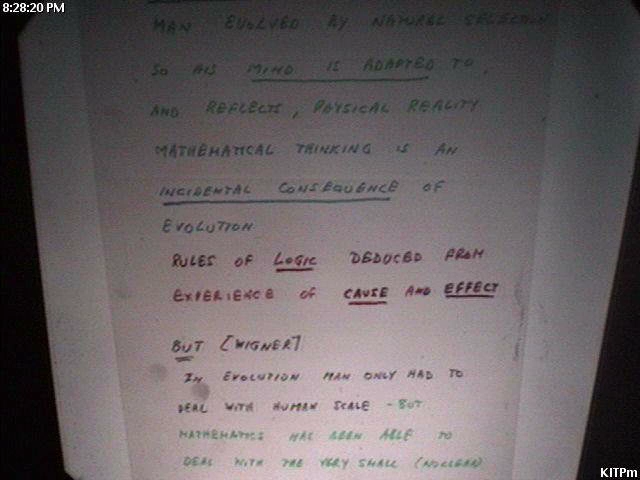 8:28:20 PM
MAN EVOLVED BY NATURAL SELECTION
SO HIS MIND IS ADAPTED TO,
AND REFLECTS, PHYSICAL REALITY
MATHEMATICAL THINKING IS AN
INCIDENTAL CONSEQUENCE OF
EVOLUTION
RULES OF LOGIC DEDUCED FROM
EXPERIENCE OF CAUSE AND EFFECT
BUT [WIGNER]
IN EVOLUTION MAN ONLY HAD TO
DEAL WITH HUMAN SCALE - BUT
MATHEMATICS HAS BEEN ABLE TO
DEAL WITH THE VERY SMALL (NUCLEAR)
KITPm